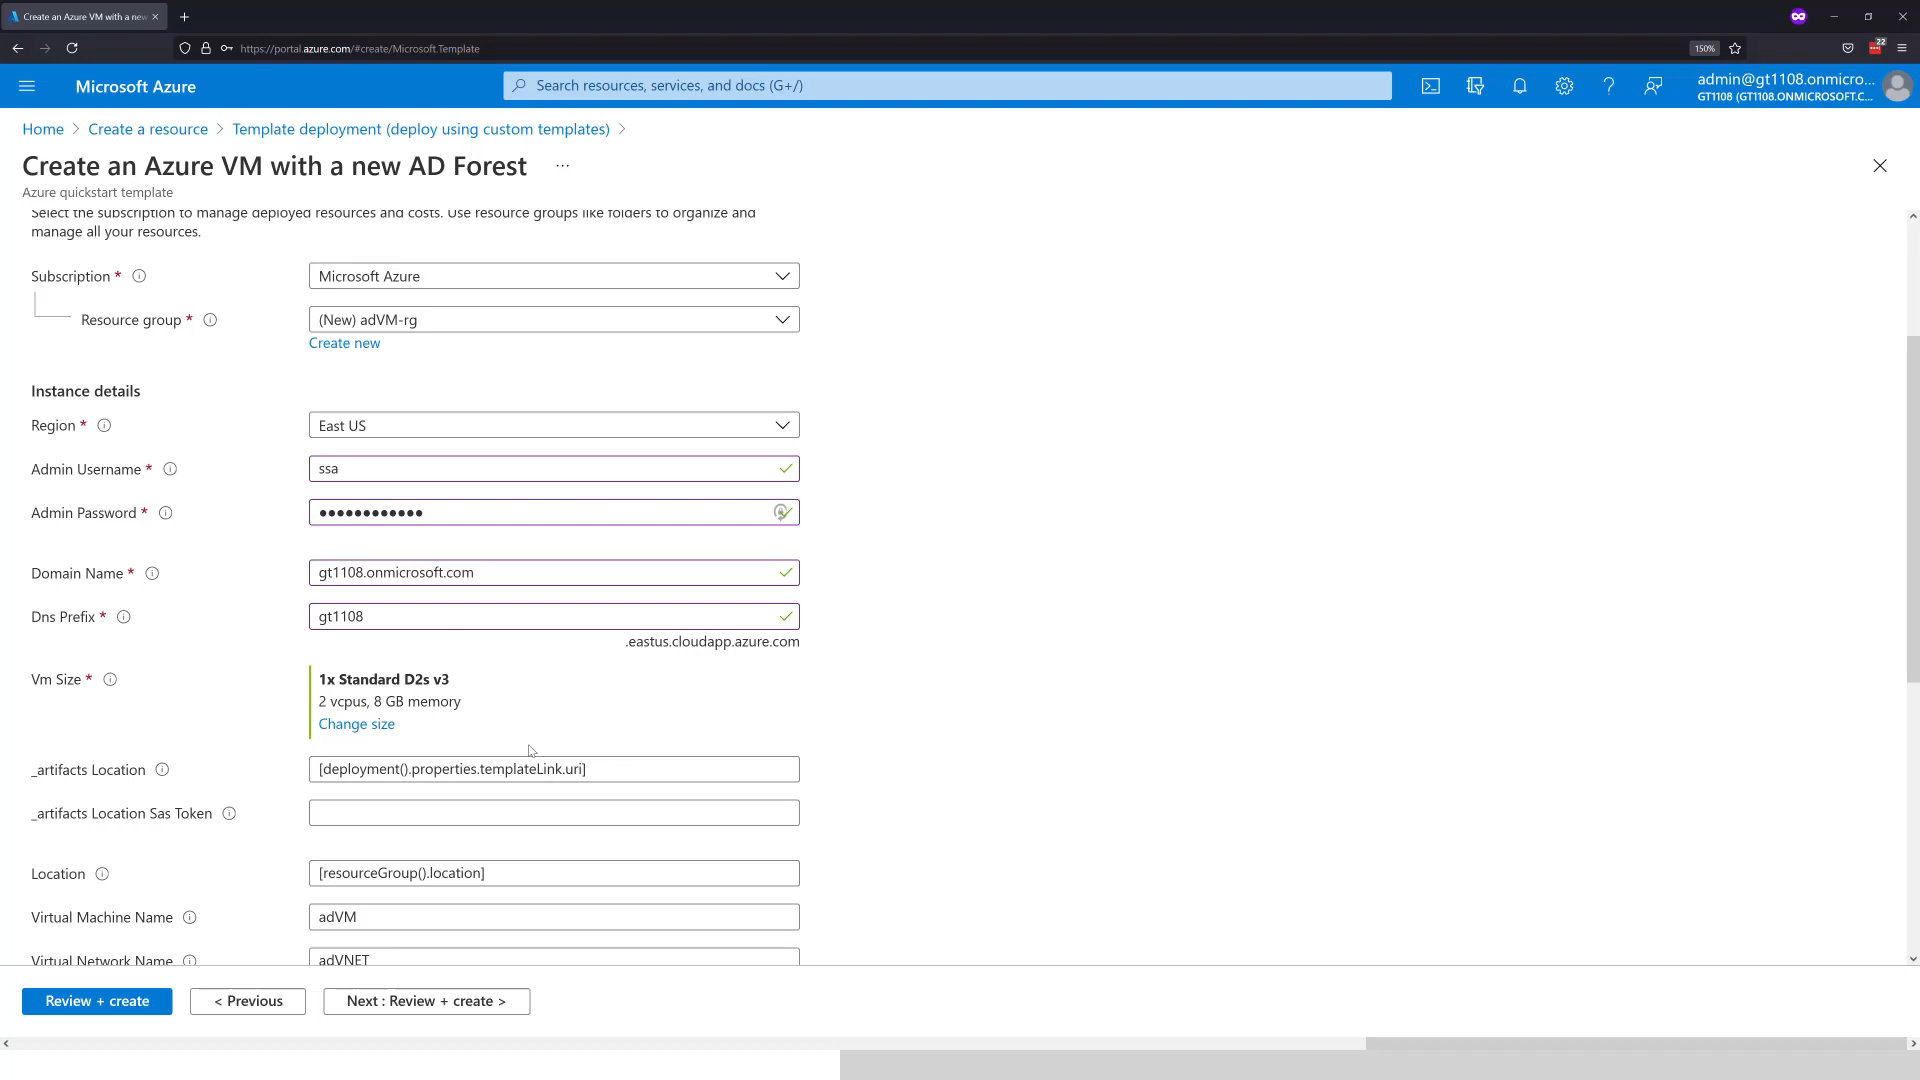 Create an Azure VM with a new
https://portal.azure.com/#create/Microsoft.Template
150%
22
Microsoft Azure
Search resources, services, and docs (G+/)
admin@gt1108.onmicro...
GT1108 (GT1108.ONMICROSOFT.C...
Home > Create a resource > Template deployment (deploy using custom templates) >
Create an Azure VM with a new AD Forest ...
Azure quickstart template
Select the subscription to manage deployed resources and costs. Use resource groups like folders to organize and
manage all your resources.
Subscription * Microsoft Azure
Resource group * (New) adVM-rg
Create new
Instance details
Region * East US
Admin Username * ssa
Admin Password * ●●●●●●●●●●●●
Domain Name * gt1108.onmicrosoft.com
Dns Prefix * gt1108
.eastus.cloudapp.azure.com
Vm Size * 1x Standard D2s v3
2 vcpus, 8 GB memory
Change size
_artifacts Location [deployment().properties.templateLink.uri]
_artifacts Location Sas Token
Location [resourceGroup().location]
Virtual Machine Name adVM
Virtual Network Name adVNET
Review + create < Previous Next : Review + create >